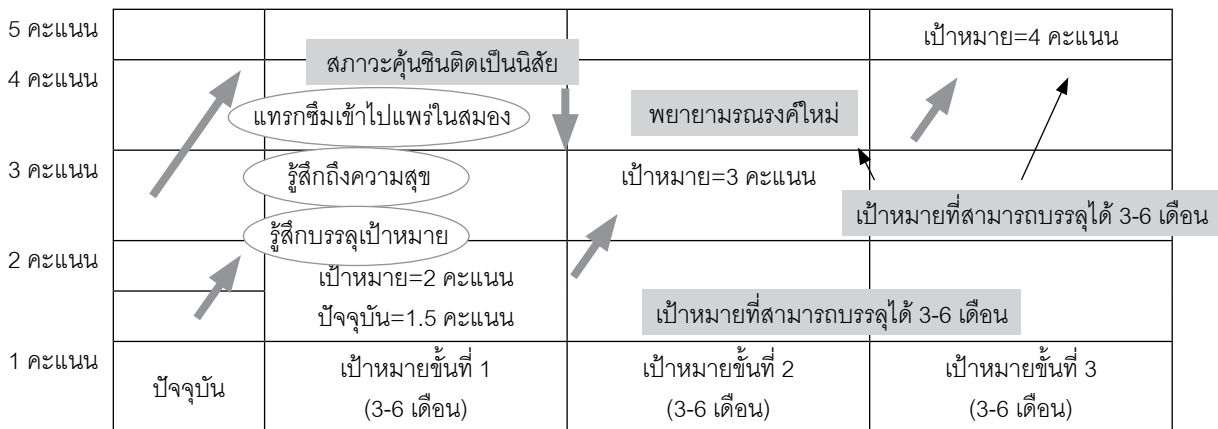 5 คะแนน
เป้าหมาย=4 คะแนน
สภาวะคุ้นชินติดเป็นนิสัย
4 คะแนน
แทรกซึมเข้าไปแพร่ในสมอง
พยายามรณรงค์ใหม่
3 คะแนน
รู้สึกถึงความสุข
เป้าหมาย=3 คะแนน
เป้าหมายที่สามารถบรรลุได้ 3-6 เดือน
รู้สึกบรรลุเป้าหมาย
2 คะแนน
เป้าหมาย=2 คะแนน
ปัจจุบัน=1.5 คะแนน
เป้าหมายที่สามารถบรรลุได้ 3-6 เดือน
1 คะแนน
ปัจจุบัน
เป้าหมายขั้นที่ 1
(3-6 เดือน)
เป้าหมายขั้นที่ 2
(3-6 เดือน)
เป้าหมายขั้นที่ 3
(3-6 เดือน)